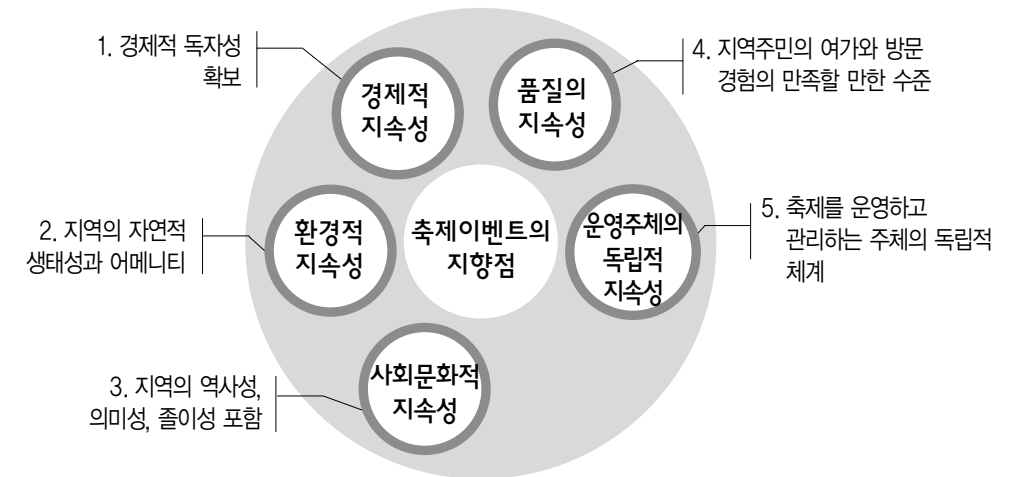 1. 경제적 독자성
확보
경제적
지속성
품질의
지속성
4. 지역주민의 여가와 방문
경험의 만족할 만한 수준
2. 지역의 자연적
생태성과 어메니티
환경적
지속성
축제이벤트의
지향점
운영주체의
독립적
지속성
5. 축제를 운영하고
관리하는 주체의 독립적
체계
3. 지역의 역사성,
의미성, 졸이성 포함
사회문화적
지속성